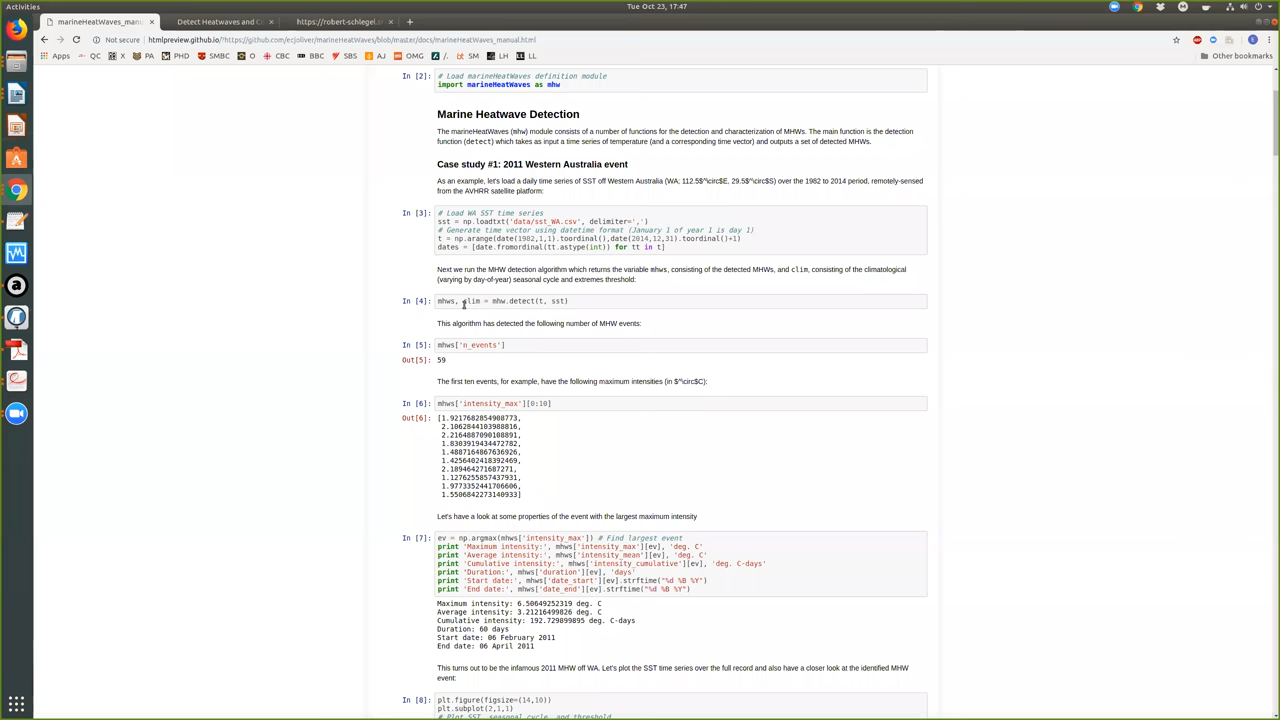 Activities
Tue Oct 23, 17:47
marineHeatWaves_manu
Detect Heatwaves and C
https://robert-schlegel.
Not secure
htmlpreview.github.io/?https://github.com/ecjoliver/marineHeatWaves/blob/master/docs/marineHeatWaves_manual.html
Apps QC X PA PHD SMBC O CBC BBC SBS AJ OMG /. SM LH LL Other bookmarks
In [2]: # Load marineHeatWaves definition module
import marineHeatWaves as mhw
Marine Heatwave Detection
The marineHeatWaves (mhw) module consists of a number of functions for the detection and characterization of MHWs. The main function is the detection
function (detect) which takes as input a time series of temperature (and a corresponding time vector) and outputs a set of detected MHWs.
Case study #1: 2011 Western Australia event
As an example, let's load a daily time series of SST off Western Australia (WA; 112.5$^\circ$E, 29.5$^\circ$S) over the 1982 to 2014 period, remotely-sensed
from the AVHRR satellite platform:
In [3]: # Load WA SST time series
sst = np.loadtxt('data/sst_WA.csv', delimiter=',')
# Generate time vector using datetime format (January 1 of year 1 is day 1)
t = np.arange(date(1982,1,1).toordinal(),date(2014,12,31).toordinal()+1)
dates = [date.fromordinal(tt.astype(int)) for tt in t]
Next we run the MHW detection algorithm which returns the variable mhws, consisting of the detected MHWs, and clim, consisting of the climatological
(varying by day-of-year) seasonal cycle and extremes threshold:
In [4]: mhws, clim = mhw.detect(t, sst)
This algorithm has detected the following number of MHW events:
In [5]: mhws['n_events']
Out[5]: 59
The first ten events, for example, have the following maximum intensities (in $^\circ$C):
In [6]: mhws['intensity_max'][0:10]
Out[6]: [1.9217682854908773,
2.1062844103988816,
2.2164887090108891,
1.8303919434472782,
1.4887164867636926,
1.4256402418392469,
2.189464271687271,
1.1276255857437931,
1.9773352441706606,
1.5506842273140933]
Let's have a look at some properties of the event with the largest maximum intensity
In [7]: ev = np.argmax(mhws['intensity_max']) # Find largest event
print 'Maximum intensity:', mhws['intensity_max'][ev], 'deg. C'
print 'Average intensity:', mhws['intensity_mean'][ev], 'deg. C'
print 'Cumulative intensity:', mhws['intensity_cumulative'][ev], 'deg. C-days'
print 'Duration:', mhws['duration'][ev], 'days'
print 'Start date:', mhws['date_start'][ev].strftime("%d %B %Y")
print 'End date:', mhws['date_end'][ev].strftime("%d %B %Y")
Maximum intensity: 6.50649252319 deg. C
Average intensity: 3.21216499826 deg. C
Cumulative intensity: 192.729899895 deg. C-days
Duration: 60 days
Start date: 06 February 2011
End date: 06 April 2011
This turns out to be the infamous 2011 MHW off WA. Let's plot the SST time series over the full record and also have a closer look at the identified MHW
event:
In [8]: plt.figure(figsize=(14,10))
plt.subplot(2,1,1)
# Plot SST, seasonal cycle, and threshold